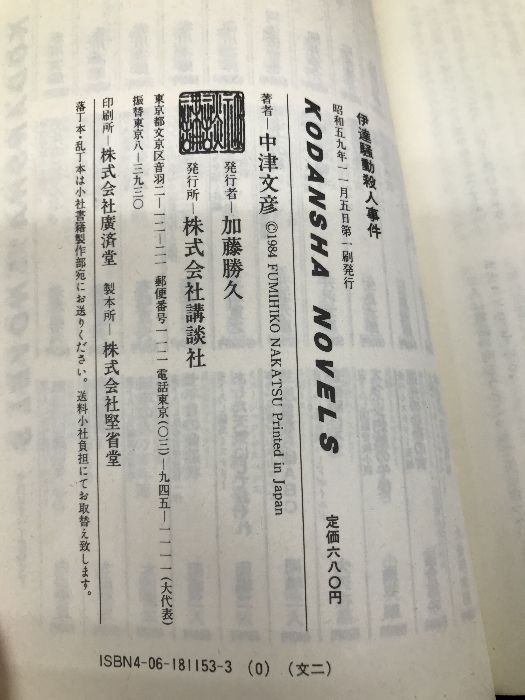 伊達騒動殺人事件
昭和五九年一一月五日第一刷発行
KODANSHA NOVELS
定価六八〇円
著者―中津文彦 ©1984 FUMIHIKO NAKATSU Printed in Japan
発行者―加藤勝久
発行所―株式会社講談社
東京都文京区音羽二―一二―二一 郵便番号一一二 電話東京(〇三)―九四五―一一一一(大代表)
振替東京八―三九三〇
印刷所―株式会社廣済堂 製本所―株式会社堅省堂
落丁本・乱丁本は小社書籍製作部宛にお送りください。送料小社負担にてお取替え致します。
ISBN4-06-181153-3 (0) (文二)